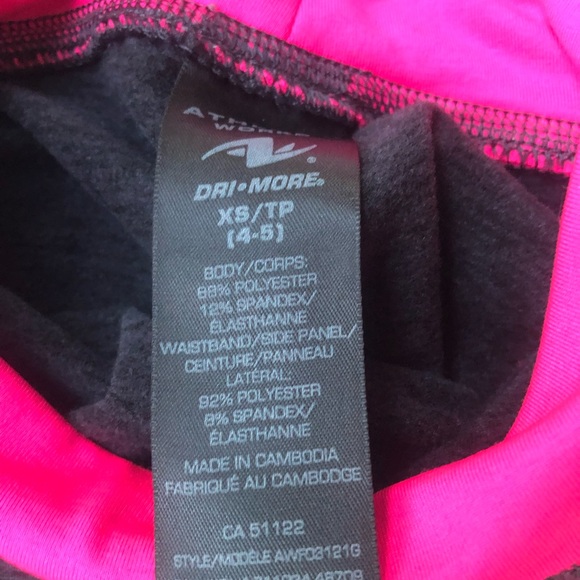 WORKS
DRI•MORE®
XS/TP
(4-5)
BODY/CORPS:
88% POLYESTER
12% SPANDEX/
ÉLASTHANNE
WAISTBAND/SIDE PANEL/
CEINTURE/PANNEAU
LATÉRAL:
92% POLYESTER
8% SPANDEX/
ÉLASTHANNE
MADE IN CAMBODIA
FABRIQUÉ AU CAMBODGE
CA 51122
STYLE/MODÈLE AWF03121G